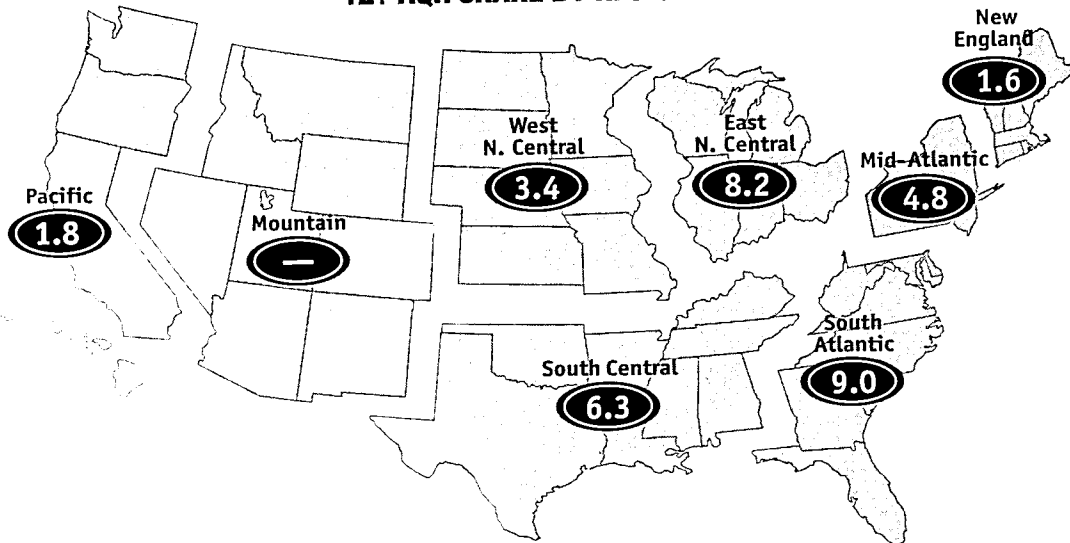 New
England
1.6
West
N. Central
3.4
East
N. Central
8.2
Mid-Atlantic
4.8
Pacific
1.8
Mountain
—
South
Atlantic
9.0
South Central
6.3